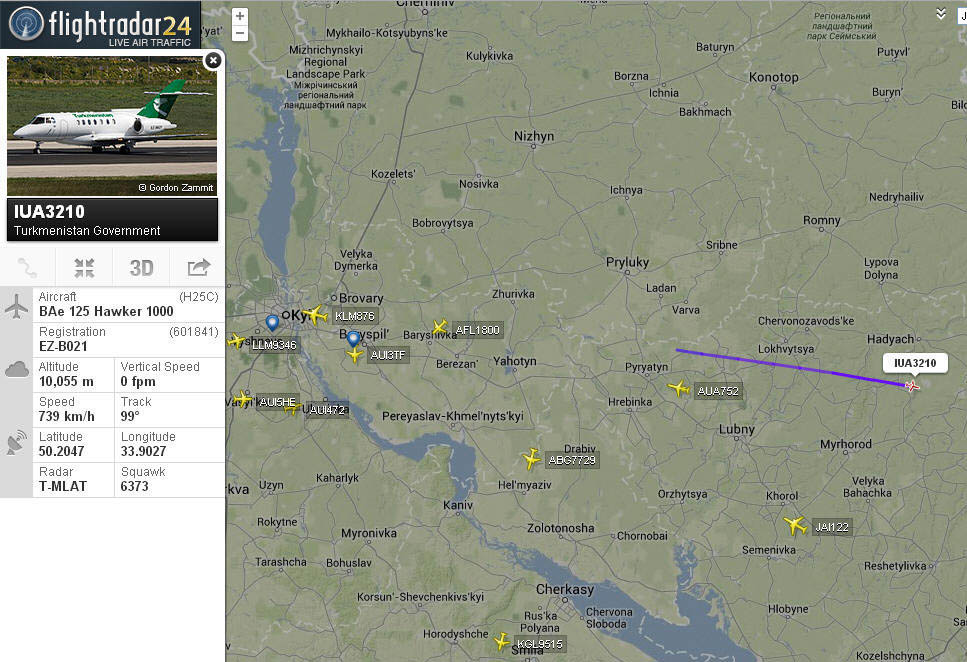 flightradar24
LIVE AIR TRAFFIC
Turkmenistan
© Gordon Zammit
IUA3210
Turkmenistan Government
3D
Aircraft (H25C)
BAe 125 Hawker 1000
Registration (601841)
EZ-B021
Altitude Vertical Speed
10,055 m 0 fpm
Speed Track
739 km/h 99°
Latitude Longitude
50.2047 33.9027
Radar Squawk
T-MLAT 6373
+
−
Chernihiv
Mykhailo-Kotsyubyns'ke
Kulykivka
Mizhrichynskyi
Regional
Landscape Park
Міжрічинський
регіональний
ландшафтний парк
Регіональний
ландшафтний
парк Сеймський
Baturyn
Putyvl'
Borzna
Ichnia
Konotop
Buryn'
Bakhmach
Nizhyn
Kozelets'
Nosivka
Ichnya
Nedryhailiv
Bobrovytsya
Romny
Sribne
Velyka
Dymerka
Pryluky
Lypova
Dolyna
Ladan
Zhurivka
Varva
Brovary
KLM876
Chervonozavods'ke
AFL1800
Baryshivka
Boryspil'
LLM9346
Hadyach
Lokhvytsya
AUI3TF
Berezan'
Yahotyn
Pyryatyn
IUA3210
AUA752
Hrebinka
AUI5HE
AUI472
Pereyaslav-Khmel'nyts'kyi
Lubny
Myrhorod
Drabiv
ABG7729
Kaharlyk
Uzyn
Hel'myaziv
Orzhytsya
Khorol
Velyka
Bahachka
Kaniv
Rokytne
Myronivka
Zolotonosha
Chornobai
JAI122
Semenivka
Tarashcha
Bohuslav
Reshetylivka
Cherkasy
Korsun'-Shevchenkivs'kyi
Rus'ka
Polyana
Chervona
Sloboda
Hlobyne
Horodyshche
KGL9515
Smila
Kozelshchyna